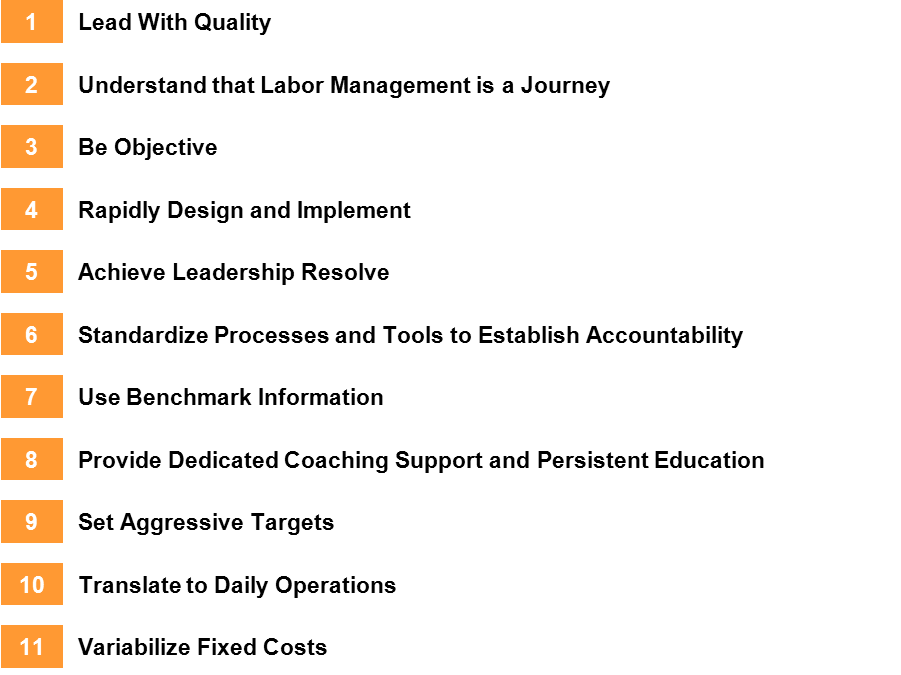 1 Lead With Quality
2 Understand that Labor Management is a Journey
3 Be Objective
4 Rapidly Design and Implement
5 Achieve Leadership Resolve
6 Standardize Processes and Tools to Establish Accountability
7 Use Benchmark Information
8 Provide Dedicated Coaching Support and Persistent Education
9 Set Aggressive Targets
10 Translate to Daily Operations
11 Variabilize Fixed Costs